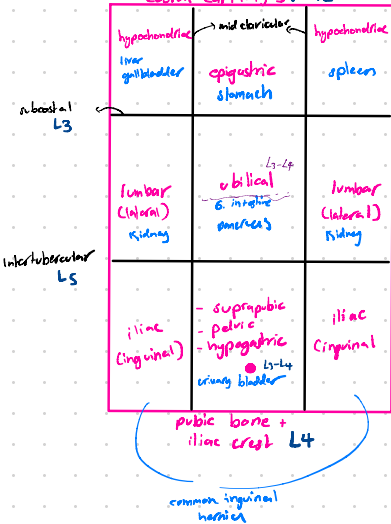 hypochondriac
mid clavicular
hypochondriac
liver
gallbladder
epigastric
stomach
spleen
subcostal
L3
L3-L4
lumbar
(lateral)
Kidney
ubilical
S. intestine
pancreas
lumbar
(lateral)
Kidney
Intertubercular
L5
iliac
(inguinal)
- suprapubic
- pelvic
- hypogastric
L3-L4
urinary bladder
iliac
(inguinal
pubic bone +
iliac crest L4
common inguinal
hernies